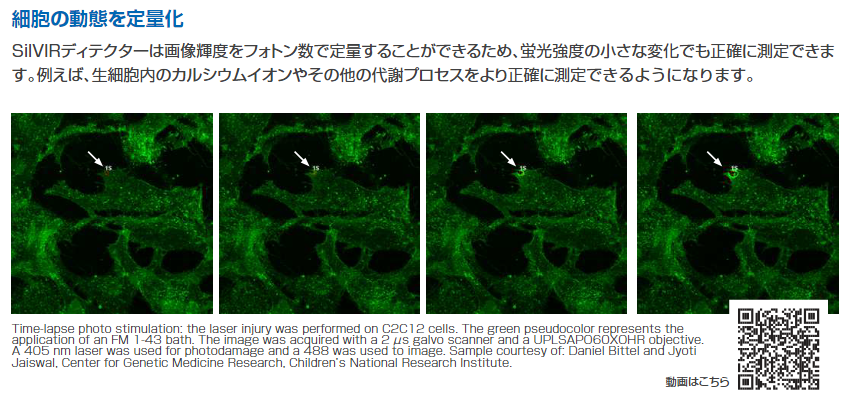 細胞の動態を定量化
SilVIRディテクターは画像輝度をフォトン数で定量することができるため、蛍光強度の小さな変化でも正確に測定できま
す。例えば、生細胞内のカルシウムイオンやその他の代謝プロセスをより正確に測定できるようになります。
15
15
15
15
Time-lapse photo stimulation: the laser injury was performed on C2C12 cells. The green pseudocolor represents the
application of an FM 1-43 bath. The image was acquired with a 2 μs galvo scanner and a UPLSAPO60XOHR objective.
A 405 nm laser was used for photodamage and a 488 was used to image. Sample courtesy of: Daniel Bittel and Jyoti
Jaiswal, Center for Genetic Medicine Research, Children's National Research Institute.
動画はこちら